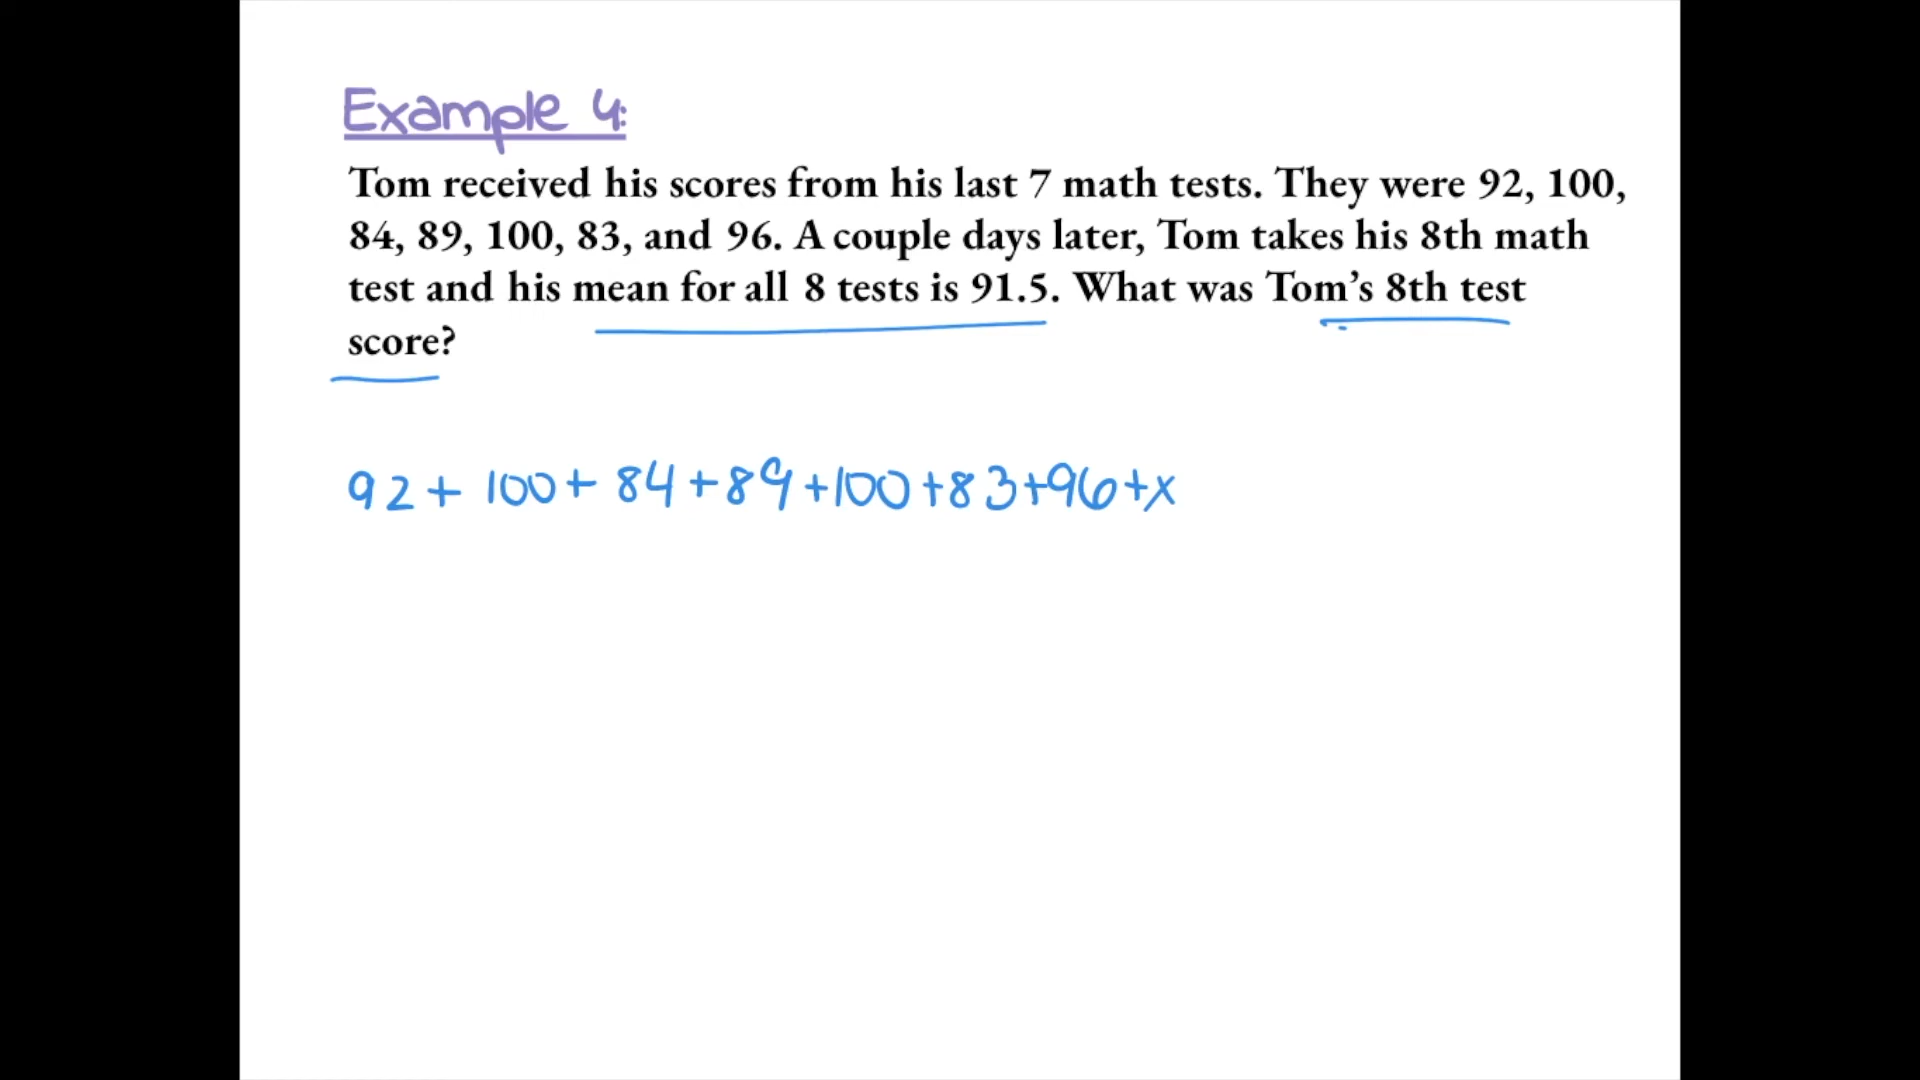 Example 4:
Tom received his scores from his last 7 math tests. They were 92, 100,
84, 89, 100, 83, and 96. A couple days later, Tom takes his 8th math
test and his mean for all 8 tests is 91.5. What was Tom’s 8th test
score?
92 + 100 + 84 + 89 + 100 + 83 + 96 + x